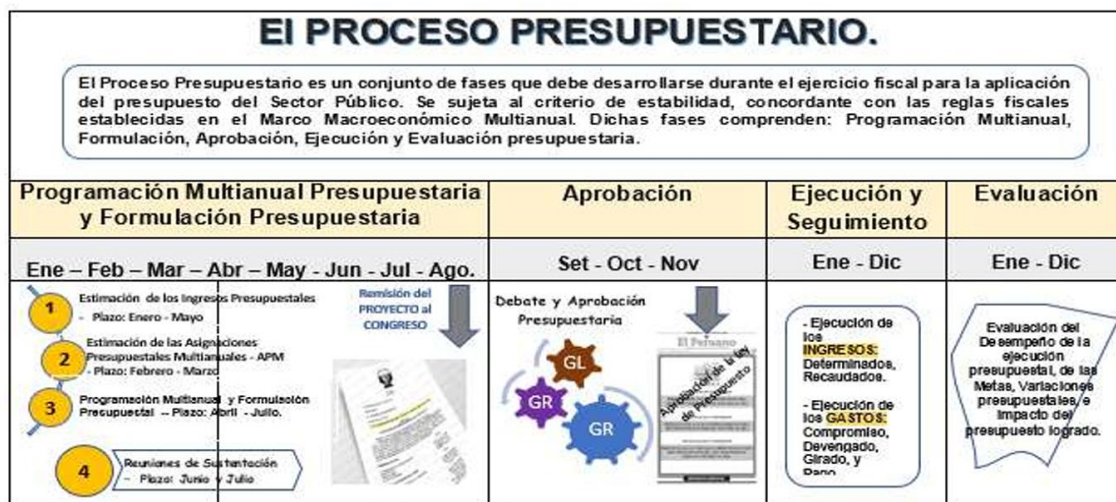 El PROCESO PRESUPUESTARIO.
El Proceso Presupuestario es un conjunto de fases que debe desarrollarse durante el ejercicio fiscal para la aplicación
del presupuesto del Sector Público. Se sujeta al criterio de estabilidad, concordante con las reglas fiscales
establecidas en el Marco Macroeconómico Multianual. Dichas fases comprenden: Programación Multianual,
Formulación, Aprobación, Ejecución y Evaluación presupuestaria.
Programación Multianual Presupuestaria
y Formulación Presupuestaria
Ene – Feb – Mar – Abr – May - Jun - Jul - Ago.
1
Estimación de los Ingresos Presupuestales
- Plazo: Enero - Mayo
2
Estimación de las Asignaciones
Presupuestales Multianuales - APM
- Plazo: Febrero - Marzo
3
Programación Multianual y Formulación
Presupuestal – Plazo: Abril - Julio.
4
Reuniones de Sustentación
- Plazo: Junio y Julio
Remisión del
PROYECTO al
CONGRESO
Aprobación
Set - Oct - Nov
Debate y Aprobación
Presupuestaria
GL
GR
GR
El Peruano
Aprobación de la ley
de Presupuesto
Ejecución y
Seguimiento
Ene - Dic
- Ejecución de
los
INGRESOS:
Determinados,
Recaudados.
- Ejecución de
los GASTOS:
Compromiso,
Devengado,
Girado, y
Pago
Evaluación
Ene - Dic
Evaluación del
Desempeño de la
ejecución
presupuestal, de las
Metas, Variaciones
presupuestales, e
Impacto del
presupuesto logrado.